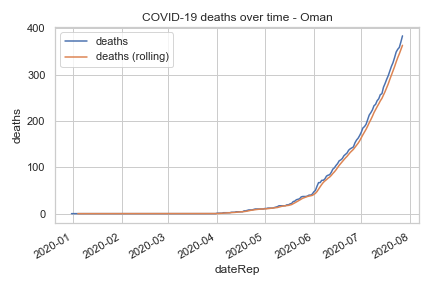 COVID-19 deaths over time - Oman
deaths
deaths (rolling)
400
300
200
100
0
deaths
2020-01
2020-02
2020-03
2020-04
2020-05
2020-06
2020-07
2020-08
dateRep